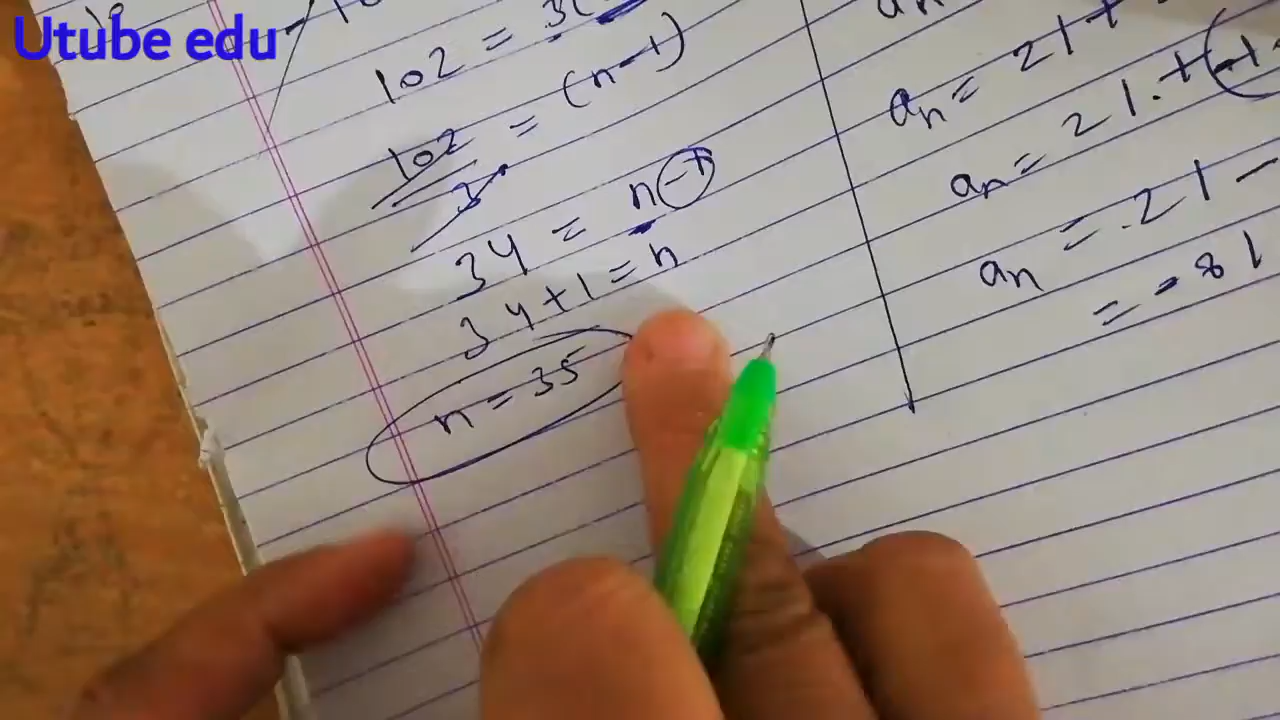 Utube edu
102 = 3(
102/3 = (n-1)
34 = n-1
34+1 = n
n = 35
an
an = 21+
an = 21.+(-1
an = .21-
= -81